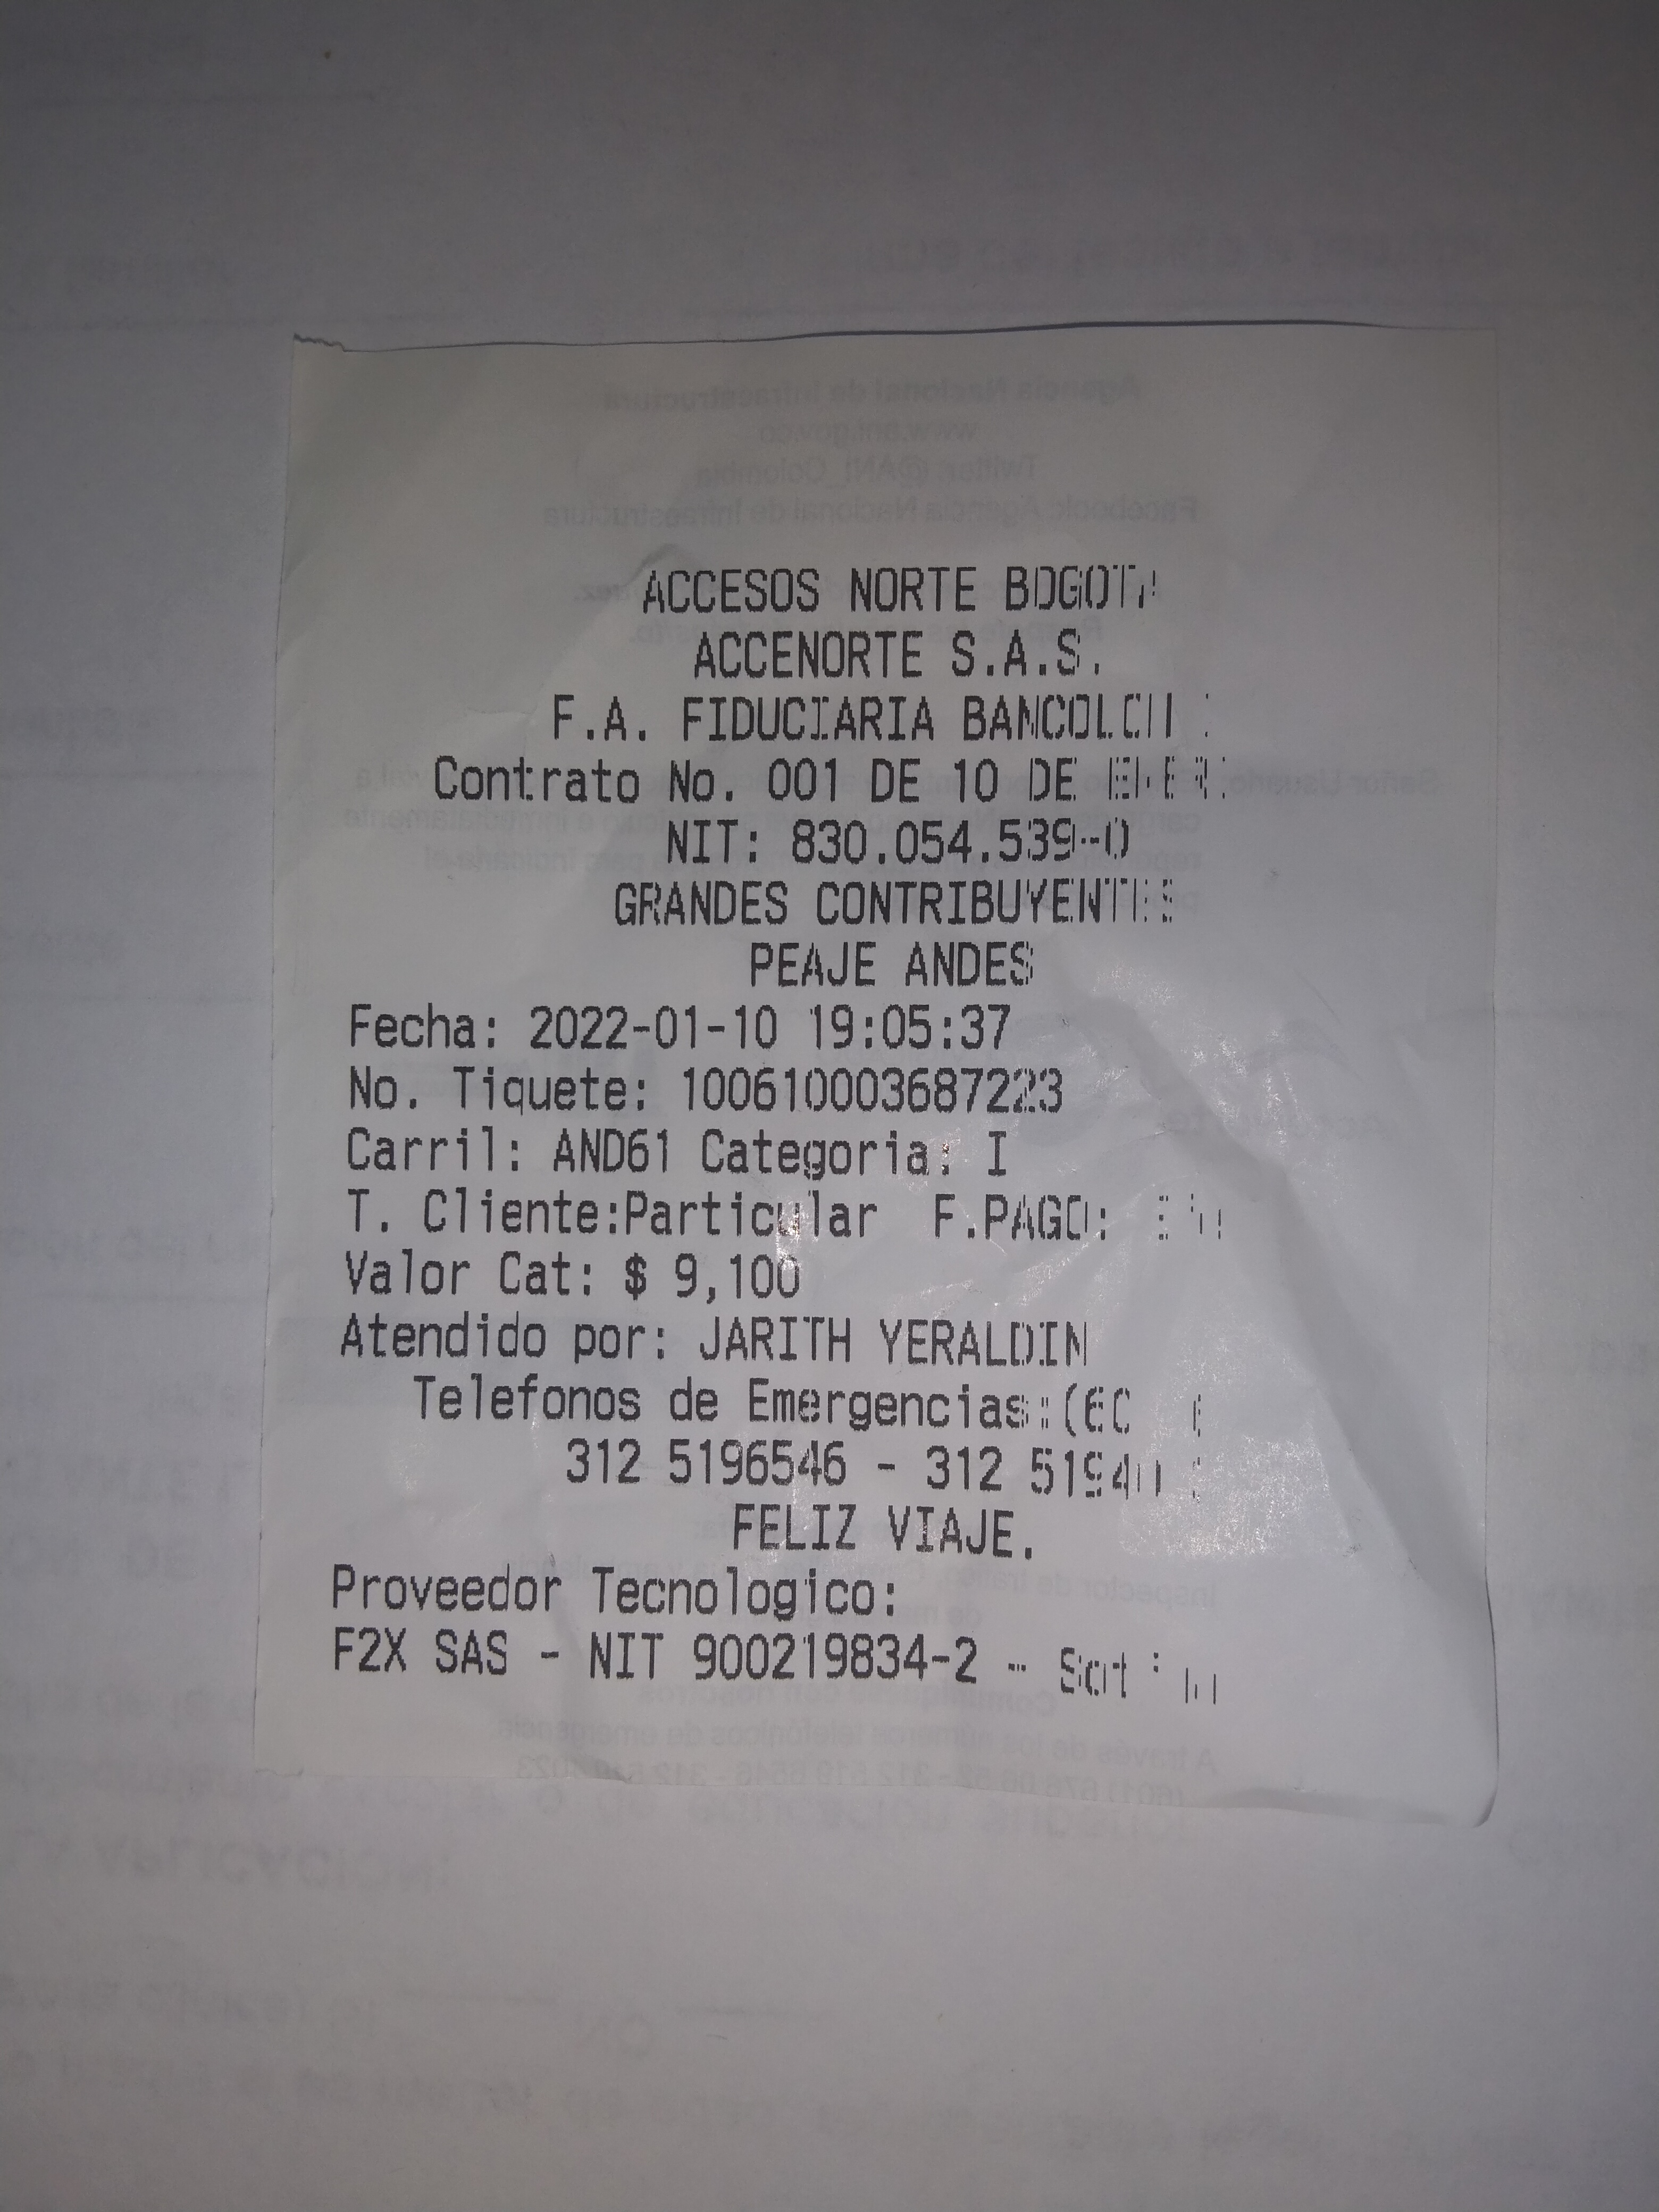 ACCESOS NORTE BOGOTA
ACCENORTE S.A.S.
F.A. FIDUCIARIA
Contrato No. 001 DE 10 DE
NIT: 830.054.539-0
GRANDES CONTRIBUYENTES
PEAJE ANDES
Fecha: 2022-01-10 19:05:37
No. Tiquete: 100610003687223
Carril: AND61 Categoria: I
T. Cliente:Particular F.PAGO:
Valor Cat: $ 9,100
Atendido por: JARITH YERALDIN
Telefonos de Emergencias:
312 5196546 - 312
FELIZ VIAJE.
Proveedor Tecnologico:
F2X SAS - NIT 900219834-2 -